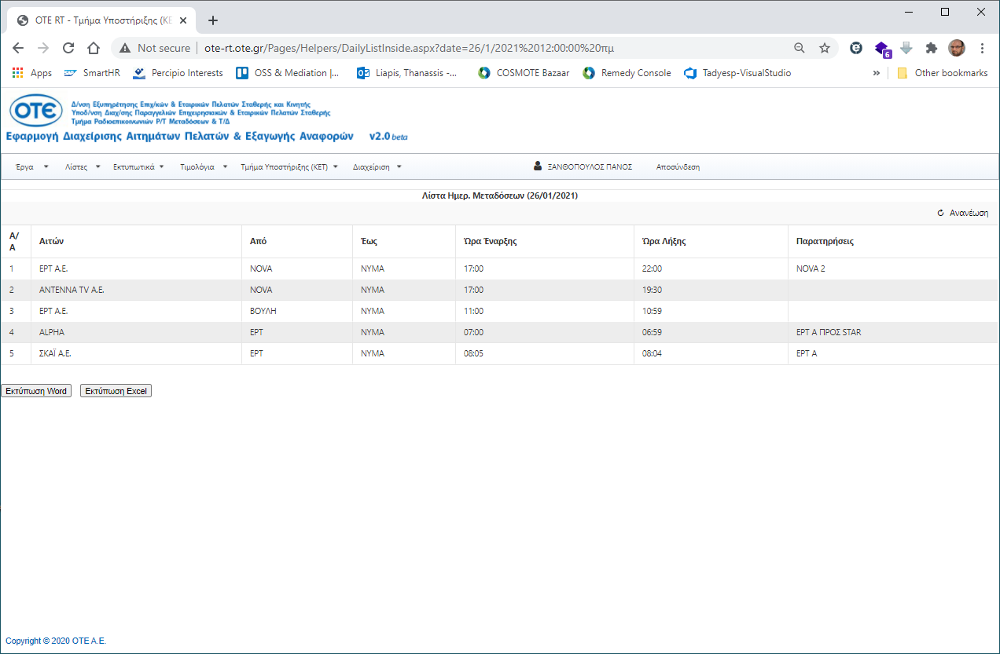 OTE RT - Τμήμα Υποστήριξης (ΚΕ
Not secure ote-rt.ote.gr/Pages/Helpers/DailyListInside.aspx?date=26/1/2021%2012:00:00%20πμ
6
Apps SmartHR Percipio Interests OSS & Mediation |... Liapis, Thanassis -... COSMOTE Bazaar Remedy Console Tadyesp-VisualStudio » Other bookmarks
ΟΤΕ
Δ/νση Εξυπηρέτησης Επιχ/κών & Εταιρικών Πελατών Σταθερής και Κινητής
Υποδ/νση Διαχ/σης Παραγγελιών Επιχειρησιακών & Εταιρικών Πελατών Σταθερής
Τμήμα Ραδιοεπικοινωνιών Ρ/Τ Μεταδόσεων & Τ/Δ
Εφαρμογή Διαχείρισης Αιτημάτων Πελατών & Εξαγωγής Αναφορών v2.0 beta
Έργα Λίστες Εκτυπωτικά Τιμολόγια Τμήμα Υποστήριξης (ΚΕΤ) Διαχείριση ΞΑΝΘΟΠΟΥΛΟΣ ΠΑΝΟΣ Αποσύνδεση
Λίστα Ημερ. Μεταδόσεων (26/01/2021)
Ανανέωση
Α/Α Αιτών Από Έως Ώρα Έναρξης Ώρα Λήξης Παρατηρήσεις
1 ΕΡΤ Α.Ε. NOVA ΝΥΜΑ 17:00 22:00 NOVA 2
2 ANTENNA TV Α.Ε. NOVA ΝΥΜΑ 17:00 19:30
3 ΕΡΤ Α.Ε. ΒΟΥΛΗ ΝΥΜΑ 11:00 10:59
4 ALPHA ΕΡΤ ΝΥΜΑ 07:00 06:59 ΕΡΤ Α ΠΡΟΣ STAR
5 ΣΚΑΪ Α.Ε. ΕΡΤ ΝΥΜΑ 08:05 08:04 ΕΡΤ Α
Εκτύπωση Word Εκτύπωση Excel
Copyright © 2020 ΟΤΕ Α.Ε.